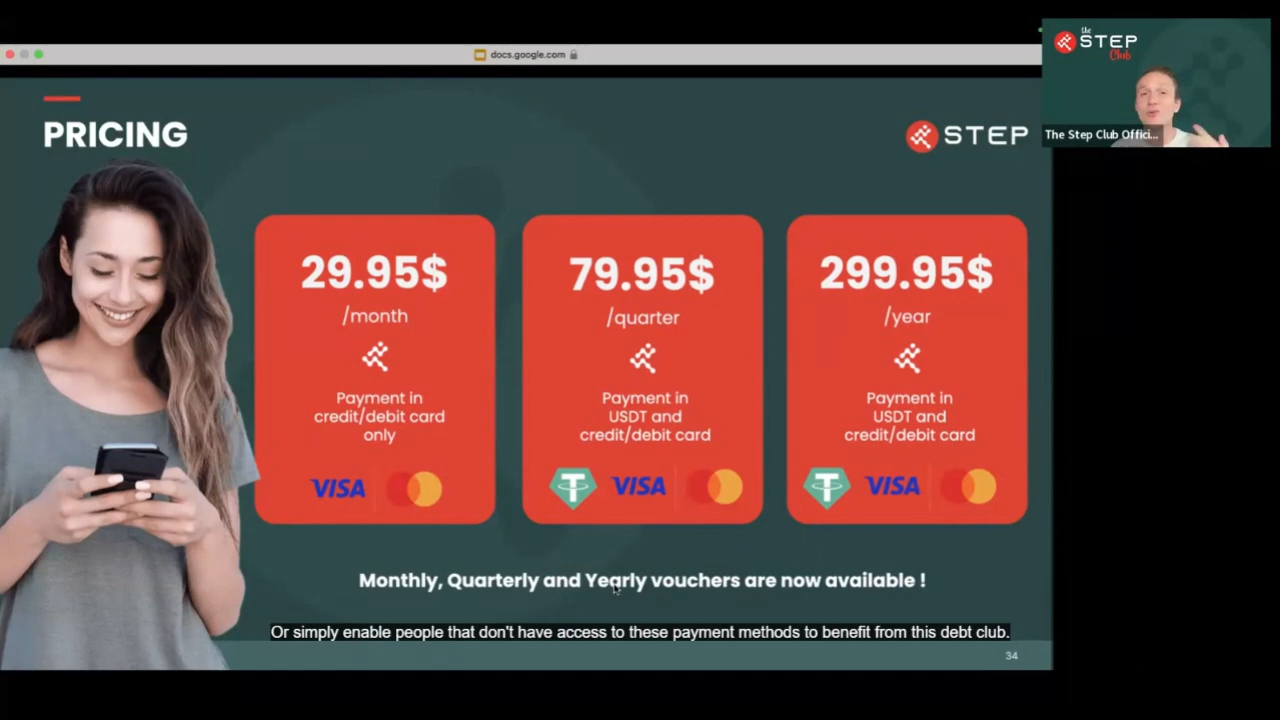 docs.google.com
the
STEP
Club
The Step Club Offici...
PRICING
STEP
29.95$
/month
Payment in
credit/debit card
only
VISA
79.95$
/quarter
Payment in
USDT and
credit/debit card
VISA
299.95$
/year
Payment in
USDT and
credit/debit card
VISA
Monthly, Quarterly and Yearly vouchers are now available !
Or simply enable people that don't have access to these payment methods to benefit from this debt club.
34